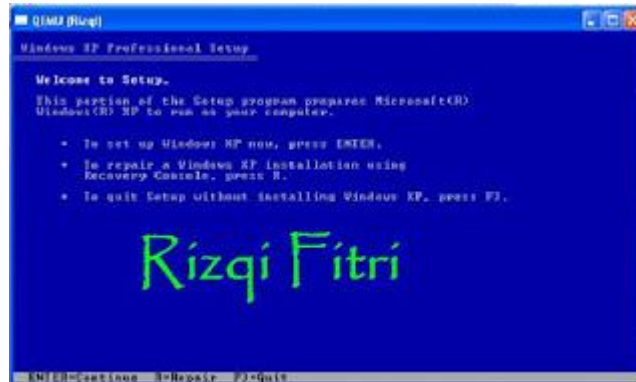 QEMU (Rizqi)
Windows XP Professional Setup
Welcome to Setup.
This portion of the Setup program prepares Microsoft(R)
Windows(R) XP to run on your computer.
• To set up Windows XP now, press ENTER.
• To repair a Windows XP installation using
Recovery Console, press R.
• To quit Setup without installing Windows XP, press F3.
Rizqi Fitri
ENTER=Continue R=Repair F3=Quit